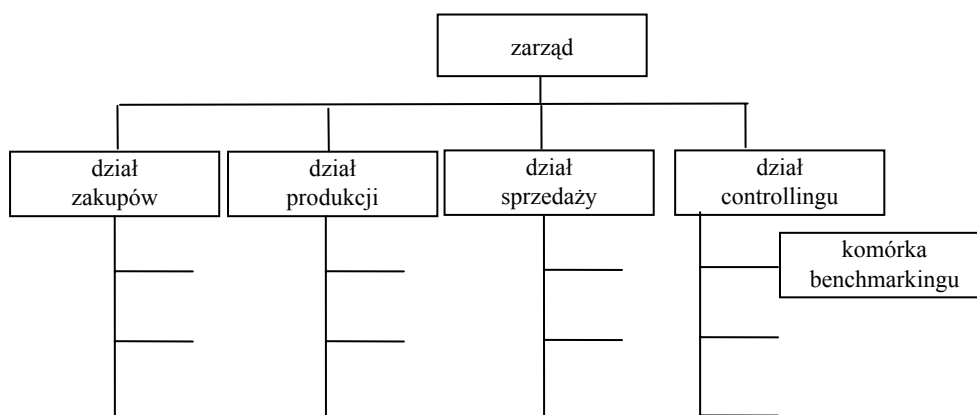 zarząd
dział
zakupów
dział
produkcji
dział
sprzedaży
dział
controllingu
komórka
benchmarkingu